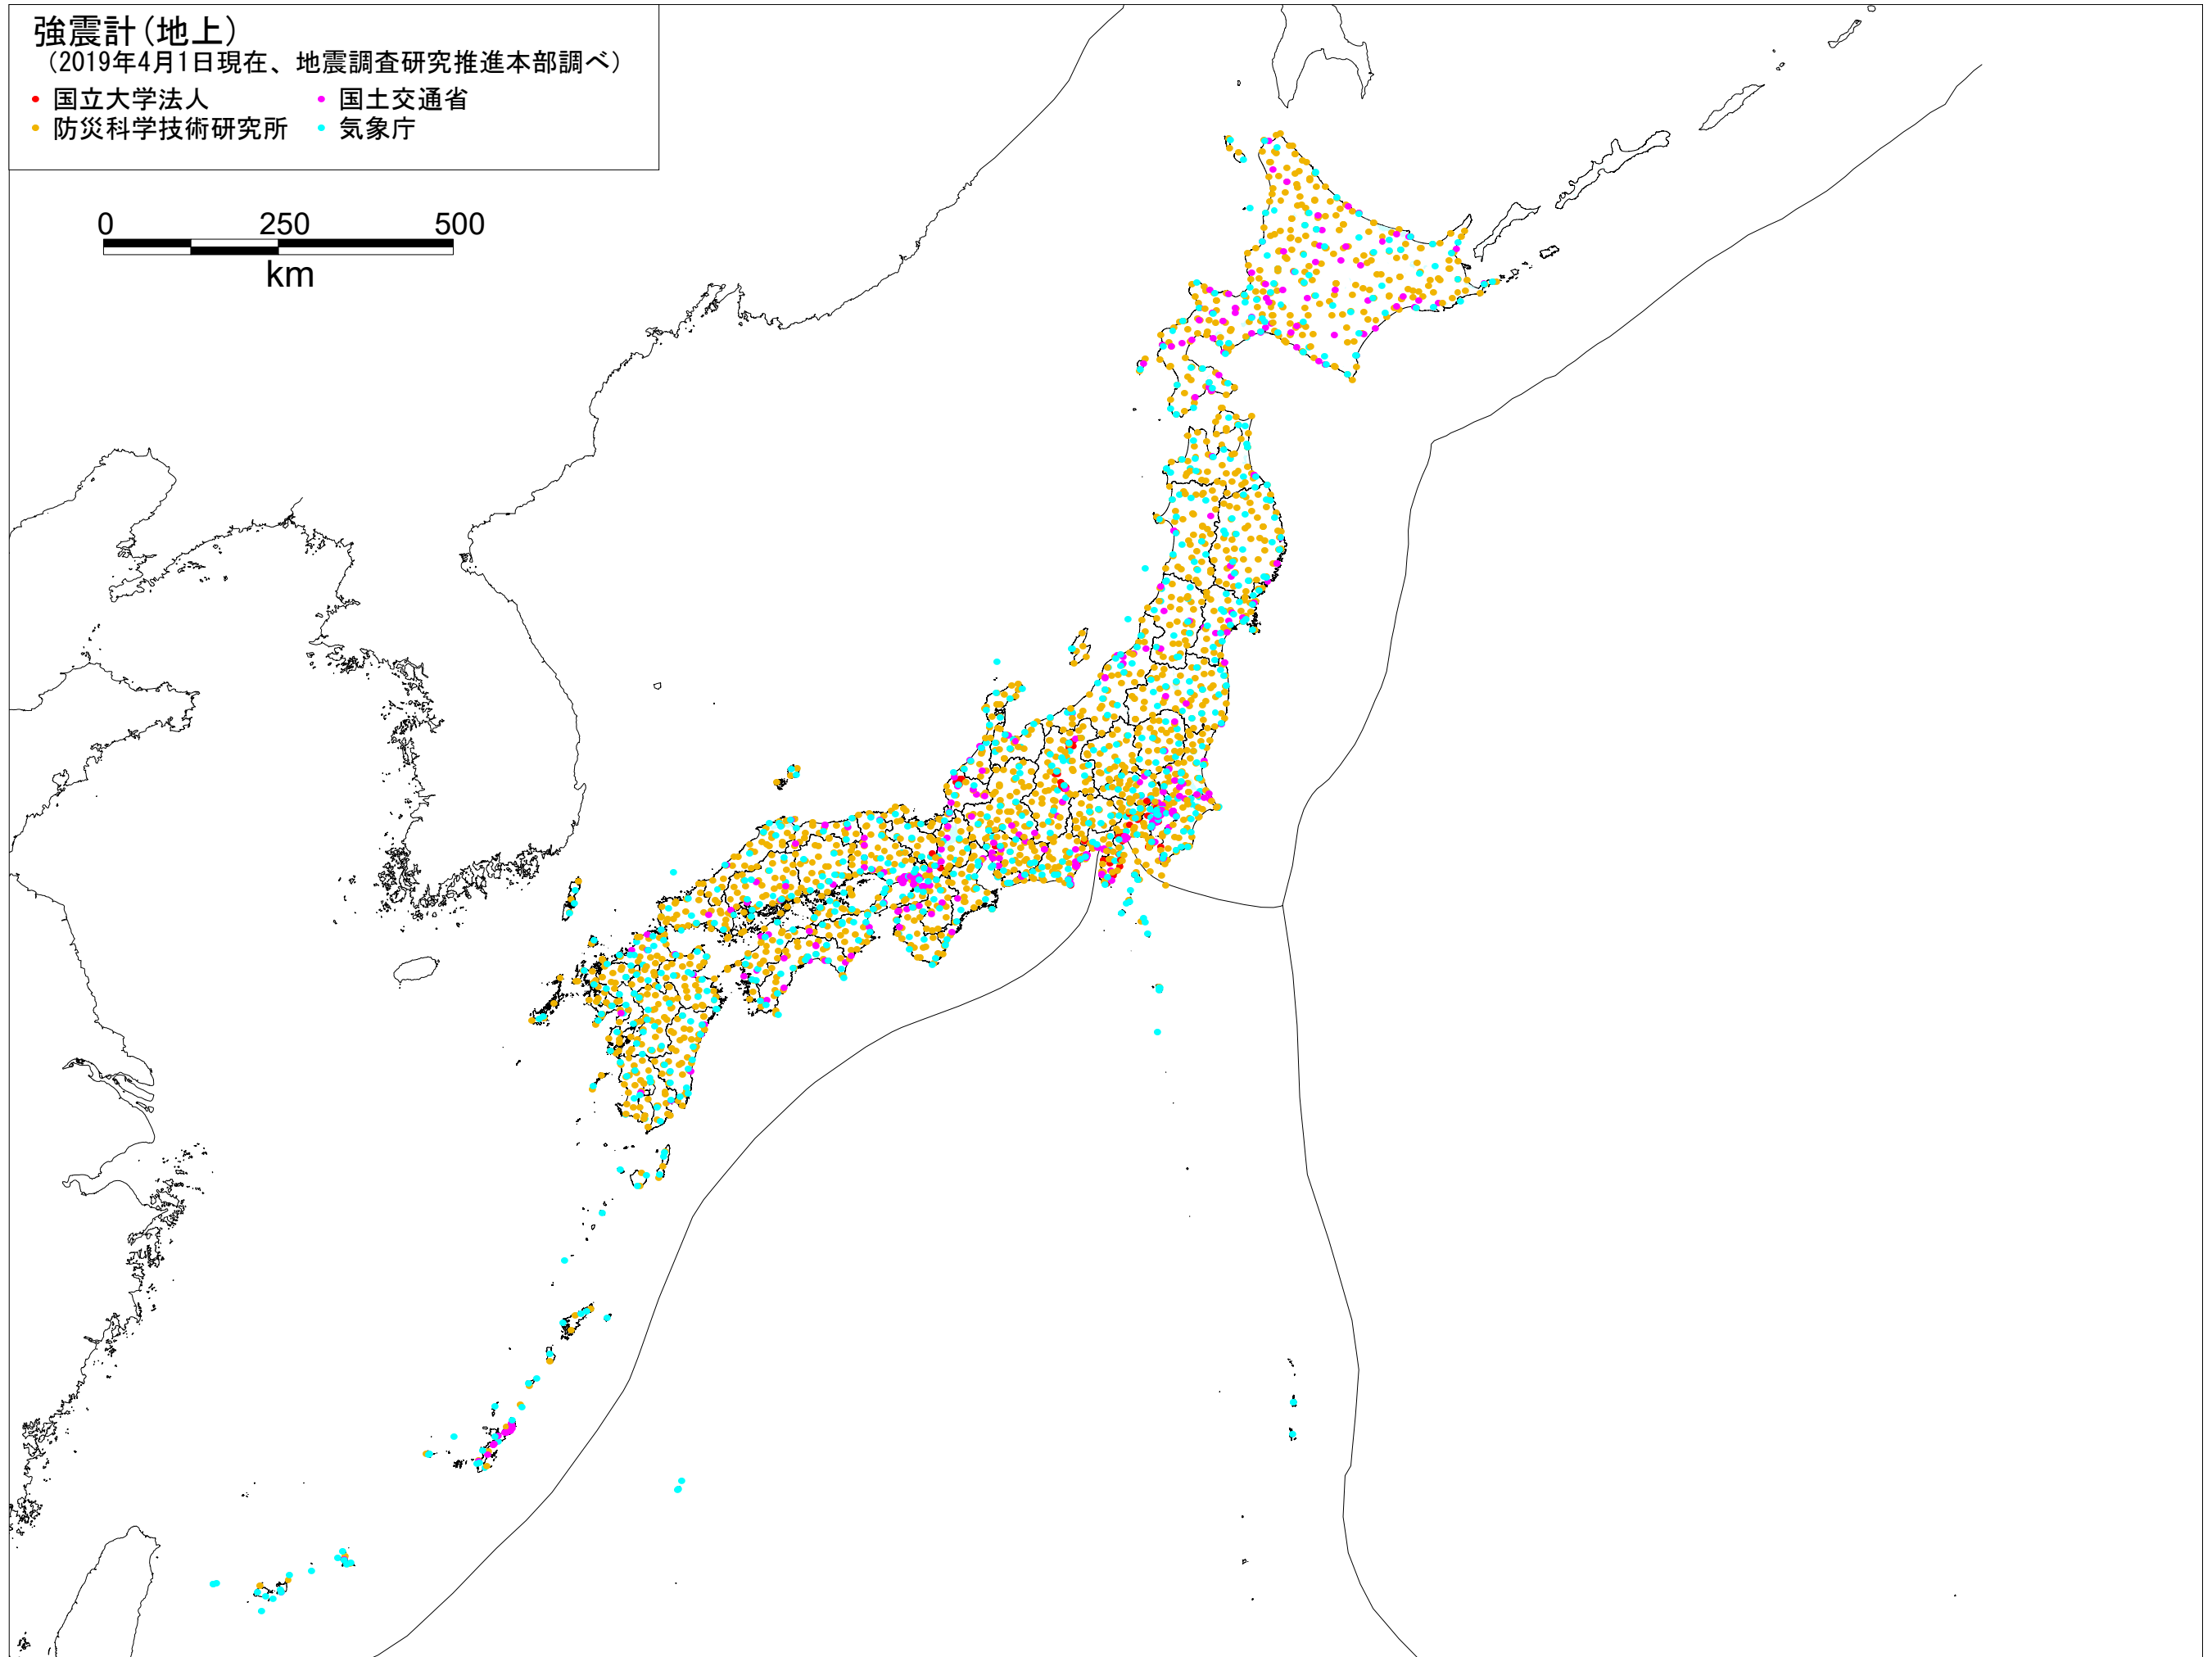 強震計(地上)
(2019年4月1日現在、地震調査研究推進本部調べ)
国立大学法人 国土交通省
防災科学技術研究所 気象庁
0 250 500
km